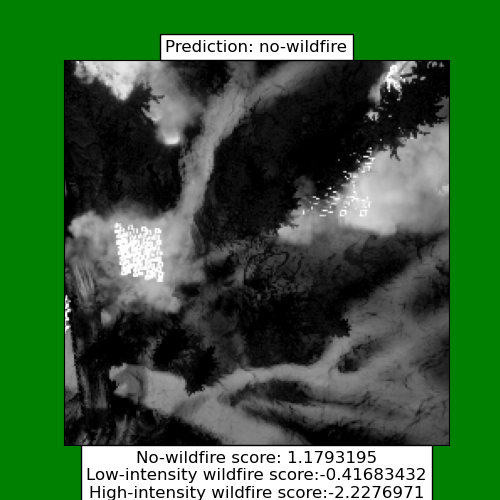 Prediction: no-wildfire
No-wildfire score: 1.1793195
Low-intensity wildfire score:-0.41683432
High-intensity wildfire score:-2.2276971